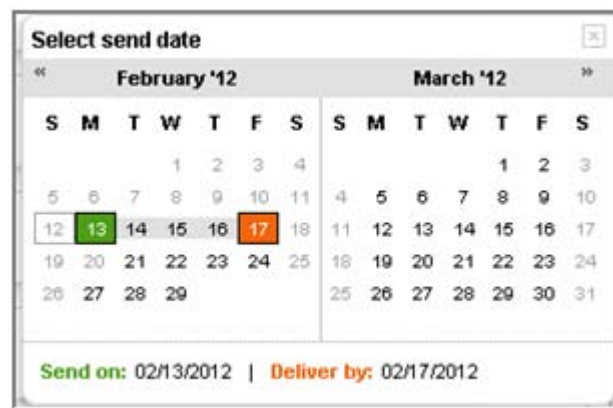 Select send date x
« February '12 March '12 »
S M T W T F S S M T W T F S
1 2 3 4 1 2 3
5 6 7 8 9 10 11 4 5 6 7 8 9 10
12 13 14 15 16 17 18 11 12 13 14 15 16 17
19 20 21 22 23 24 25 18 19 20 21 22 23 24
26 27 28 29 25 26 27 28 29 30 31
Send on: 02/13/2012 | Deliver by: 02/17/2012